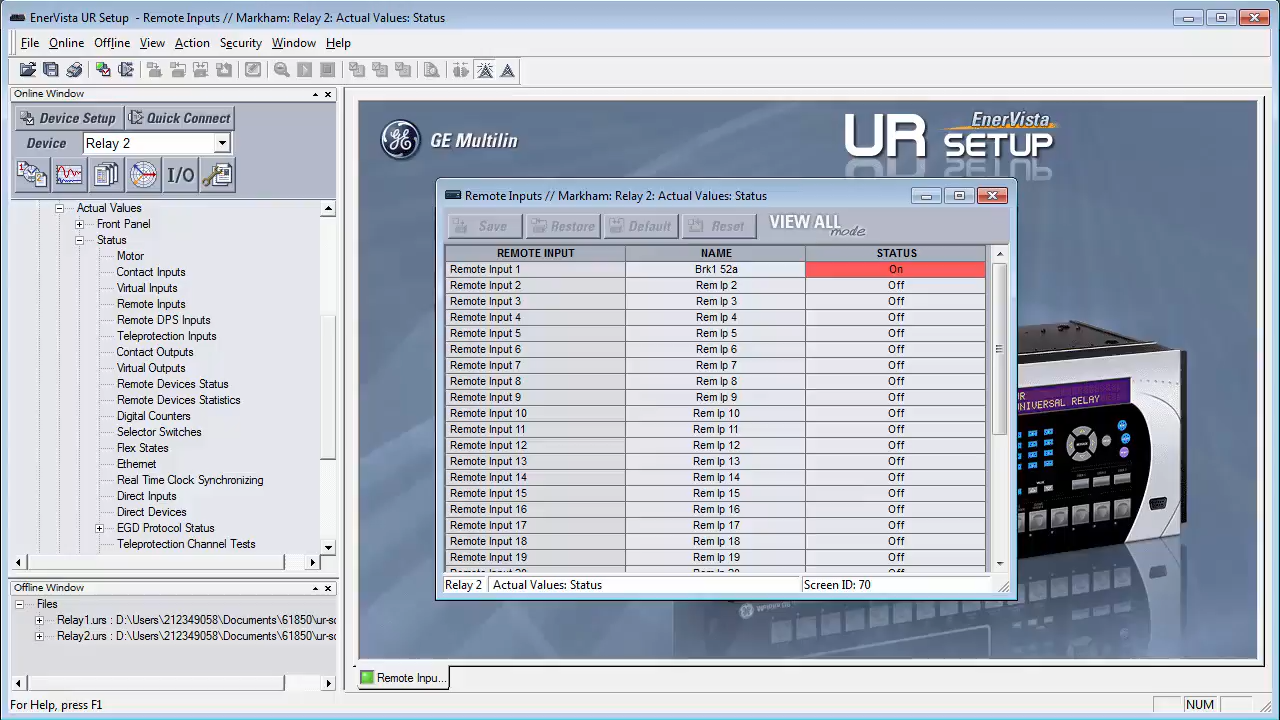 EnerVista UR Setup - Remote Inputs // Markham: Relay 2: Actual Values: Status
File Online Offline View Action Security Window Help
Online Window
Device Setup Quick Connect
Device Relay 2
I/O
Actual Values
Front Panel
Status
Motor
Contact Inputs
Virtual Inputs
Remote Inputs
Remote DPS Inputs
Teleprotection Inputs
Contact Outputs
Virtual Outputs
Remote Devices Status
Remote Devices Statistics
Digital Counters
Selector Switches
Flex States
Ethernet
Real Time Clock Synchronizing
Direct Inputs
Direct Devices
EGD Protocol Status
Teleprotection Channel Tests
Offline Window
Files
Relay1.urs : D:\Users\212349058\Documents\61850\ur-sc
Relay2.urs : D:\Users\212349058\Documents\61850\ur-sc
GE Multilin
EnerVista
UR SETUP
Remote Inputs // Markham: Relay 2: Actual Values: Status
Save Restore Default Reset VIEW ALL mode
REMOTE INPUT NAME STATUS
Remote Input 1 Brk1 52a On
Remote Input 2 Rem Ip 2 Off
Remote Input 3 Rem Ip 3 Off
Remote Input 4 Rem Ip 4 Off
Remote Input 5 Rem Ip 5 Off
Remote Input 6 Rem Ip 6 Off
Remote Input 7 Rem Ip 7 Off
Remote Input 8 Rem Ip 8 Off
Remote Input 9 Rem Ip 9 Off
Remote Input 10 Rem Ip 10 Off
Remote Input 11 Rem Ip 11 Off
Remote Input 12 Rem Ip 12 Off
Remote Input 13 Rem Ip 13 Off
Remote Input 14 Rem Ip 14 Off
Remote Input 15 Rem Ip 15 Off
Remote Input 16 Rem Ip 16 Off
Remote Input 17 Rem Ip 17 Off
Remote Input 18 Rem Ip 18 Off
Remote Input 19 Rem Ip 19 Off
Relay 2 Actual Values: Status Screen ID: 70
UR
UNIVERSAL RELAY
Remote Inpu...
For Help, press F1
NUM